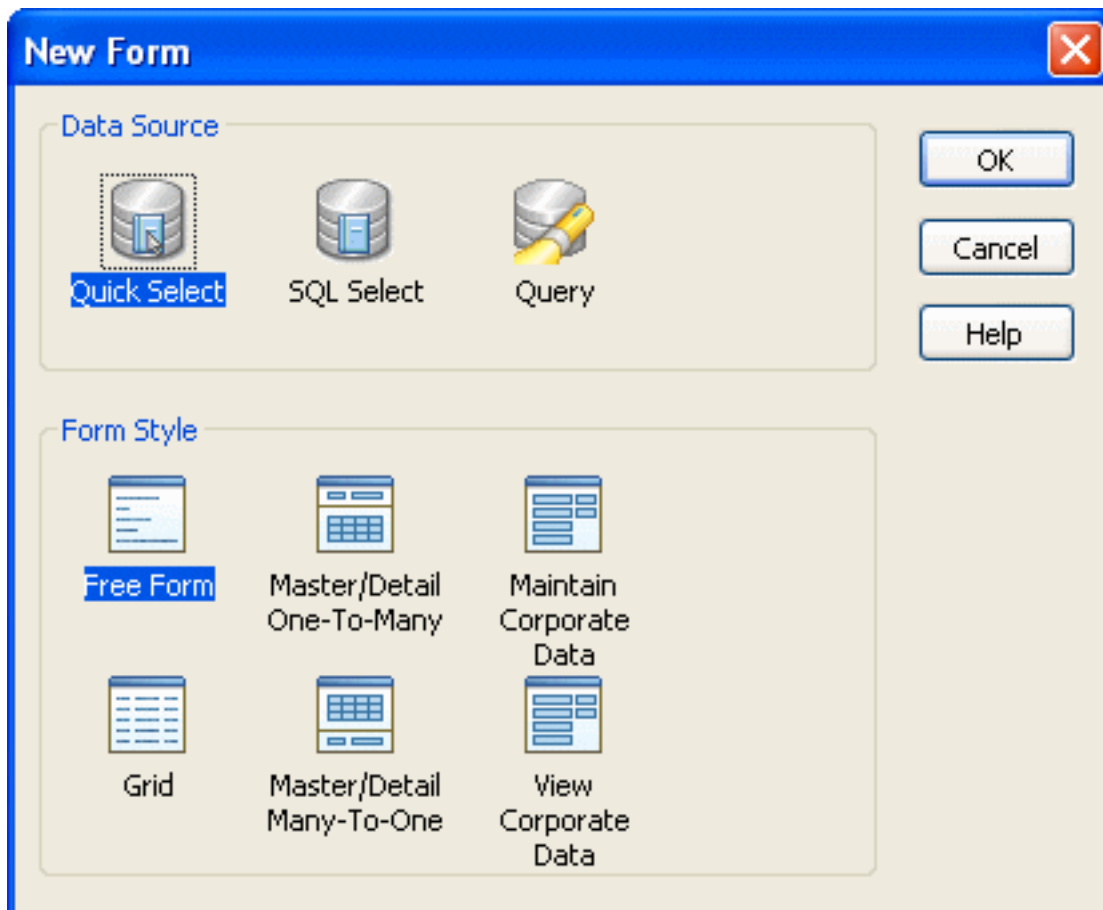 New Form
Data Source
OK
Quick Select
SQL Select
Query
Cancel
Help
Form Style
Free Form
Master/Detail
One-To-Many
Maintain
Corporate
Data
Grid
Master/Detail
Many-To-One
View
Corporate
Data